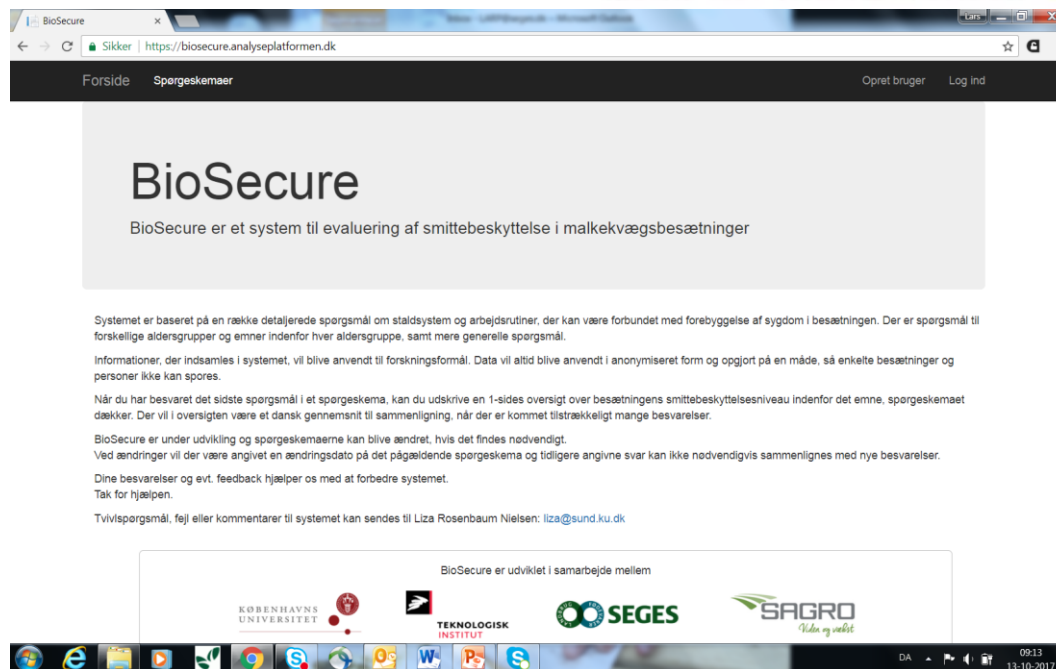 BioSecure
Lars
Sikker https://biosecure.analyseplatformen.dk
Forside Spørgeskemaer Opret bruger Log ind
BioSecure
BioSecure er et system til evaluering af smittebeskyttelse i malkekvægsbesætninger
Systemet er baseret på en række detaljerede spørgsmål om staldsystem og arbejdsrutiner, der kan være forbundet med forebyggelse af sygdom i besætningen. Der er spørgsmål til
forskellige aldersgrupper og emner indenfor hver aldersgruppe, samt mere generelle spørgsmål.
Informationer, der indsamles i systemet, vil blive anvendt til forskningsformål. Data vil altid blive anvendt i anonymiseret form og opgjort på en måde, så enkelte besætninger og
personer ikke kan spores.
Når du har besvaret det sidste spørgsmål i et spørgeskema, kan du udskrive en 1-sides oversigt over besætningens smittebeskyttelsesniveau indenfor det emne, spørgeskemaet
dækker. Der vil i oversigten være et dansk gennemsnit til sammenligning, når der er kommet tilstrækkeligt mange besvarelser.
BioSecure er under udvikling og spørgeskemaerne kan blive ændret, hvis det findes nødvendigt.
Ved ændringer vil der være angivet en ændringsdato på det pågældende spørgeskema og tidligere angivne svar kan ikke nødvendigvis sammenlignes med nye besvarelser.
Dine besvarelser og evt. feedback hjælper os med at forbedre systemet.
Tak for hjælpen.
Tvivlspørgsmål, fejl eller kommentarer til systemet kan sendes til Liza Rosenbaum Nielsen: liza@sund.ku.dk
BioSecure er udviklet i samarbejde mellem
KØBENHAVNS
UNIVERSITET
TEKNOLOGISK
INSTITUT
SEGES
SAGRO
Viden og vækst
DA
09:13
13-10-2017